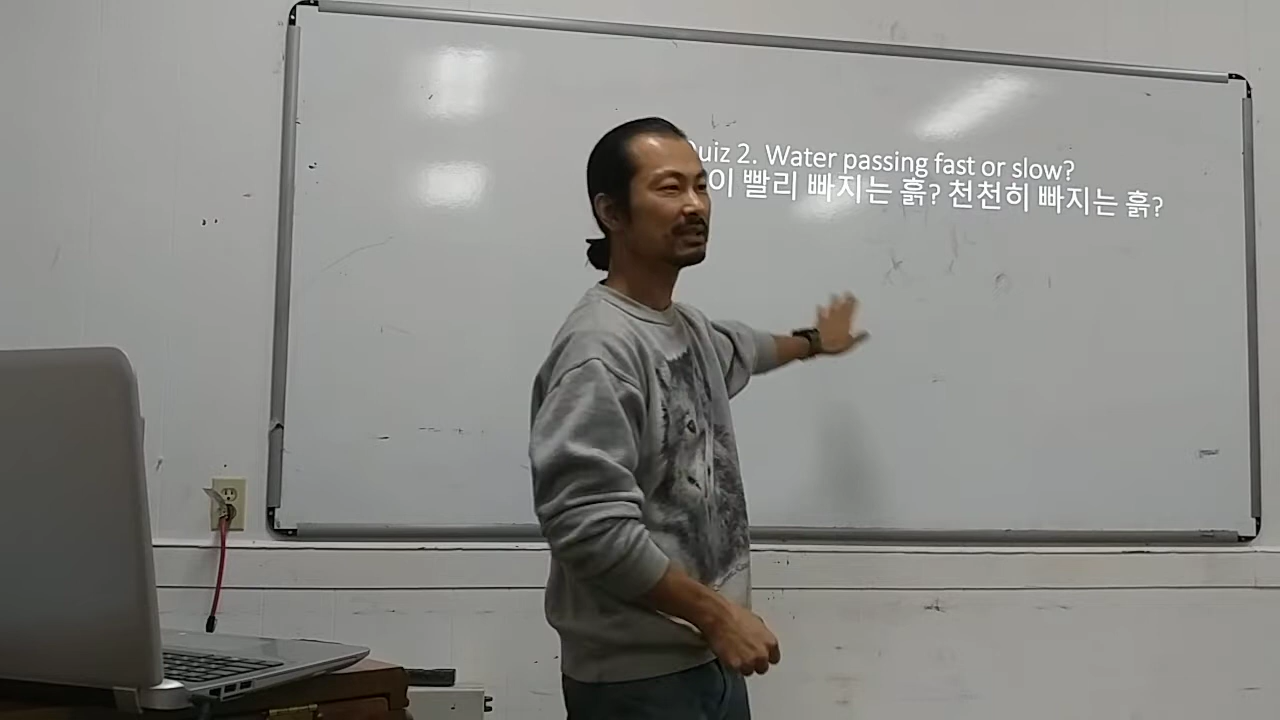 uiz 2. Water passing fast or slow?
이 빨리 빠지는 흙? 천천히 빠지는 흙?